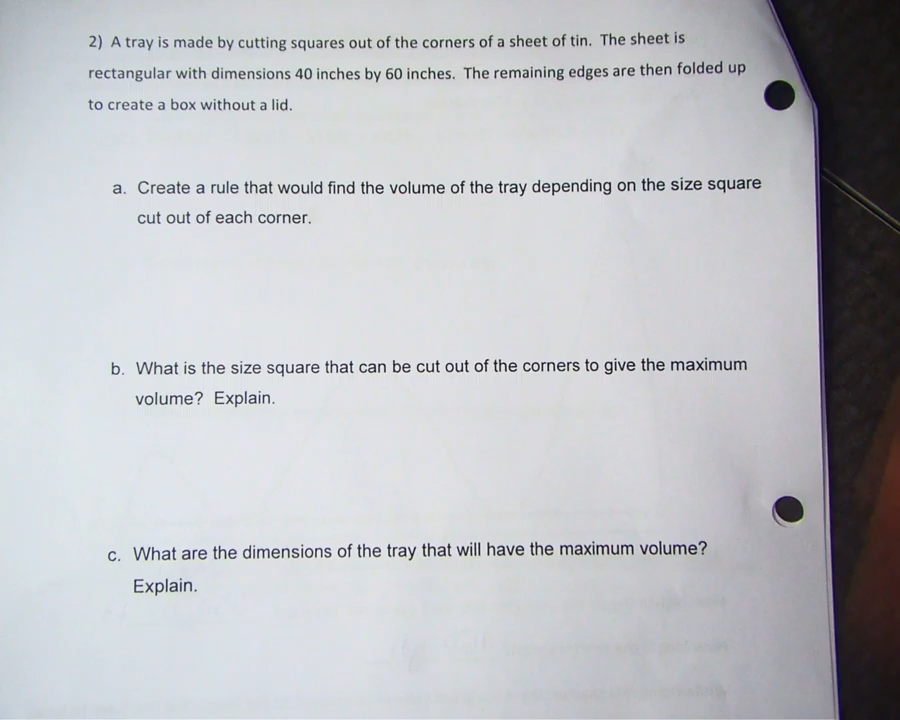 2) A tray is made by cutting squares out of the corners of a sheet of tin. The sheet is
rectangular with dimensions 40 inches by 60 inches. The remaining edges are then folded up
to create a box without a lid.
a. Create a rule that would find the volume of the tray depending on the size square
cut out of each corner.
b. What is the size square that can be cut out of the corners to give the maximum
volume? Explain.
c. What are the dimensions of the tray that will have the maximum volume?
Explain.